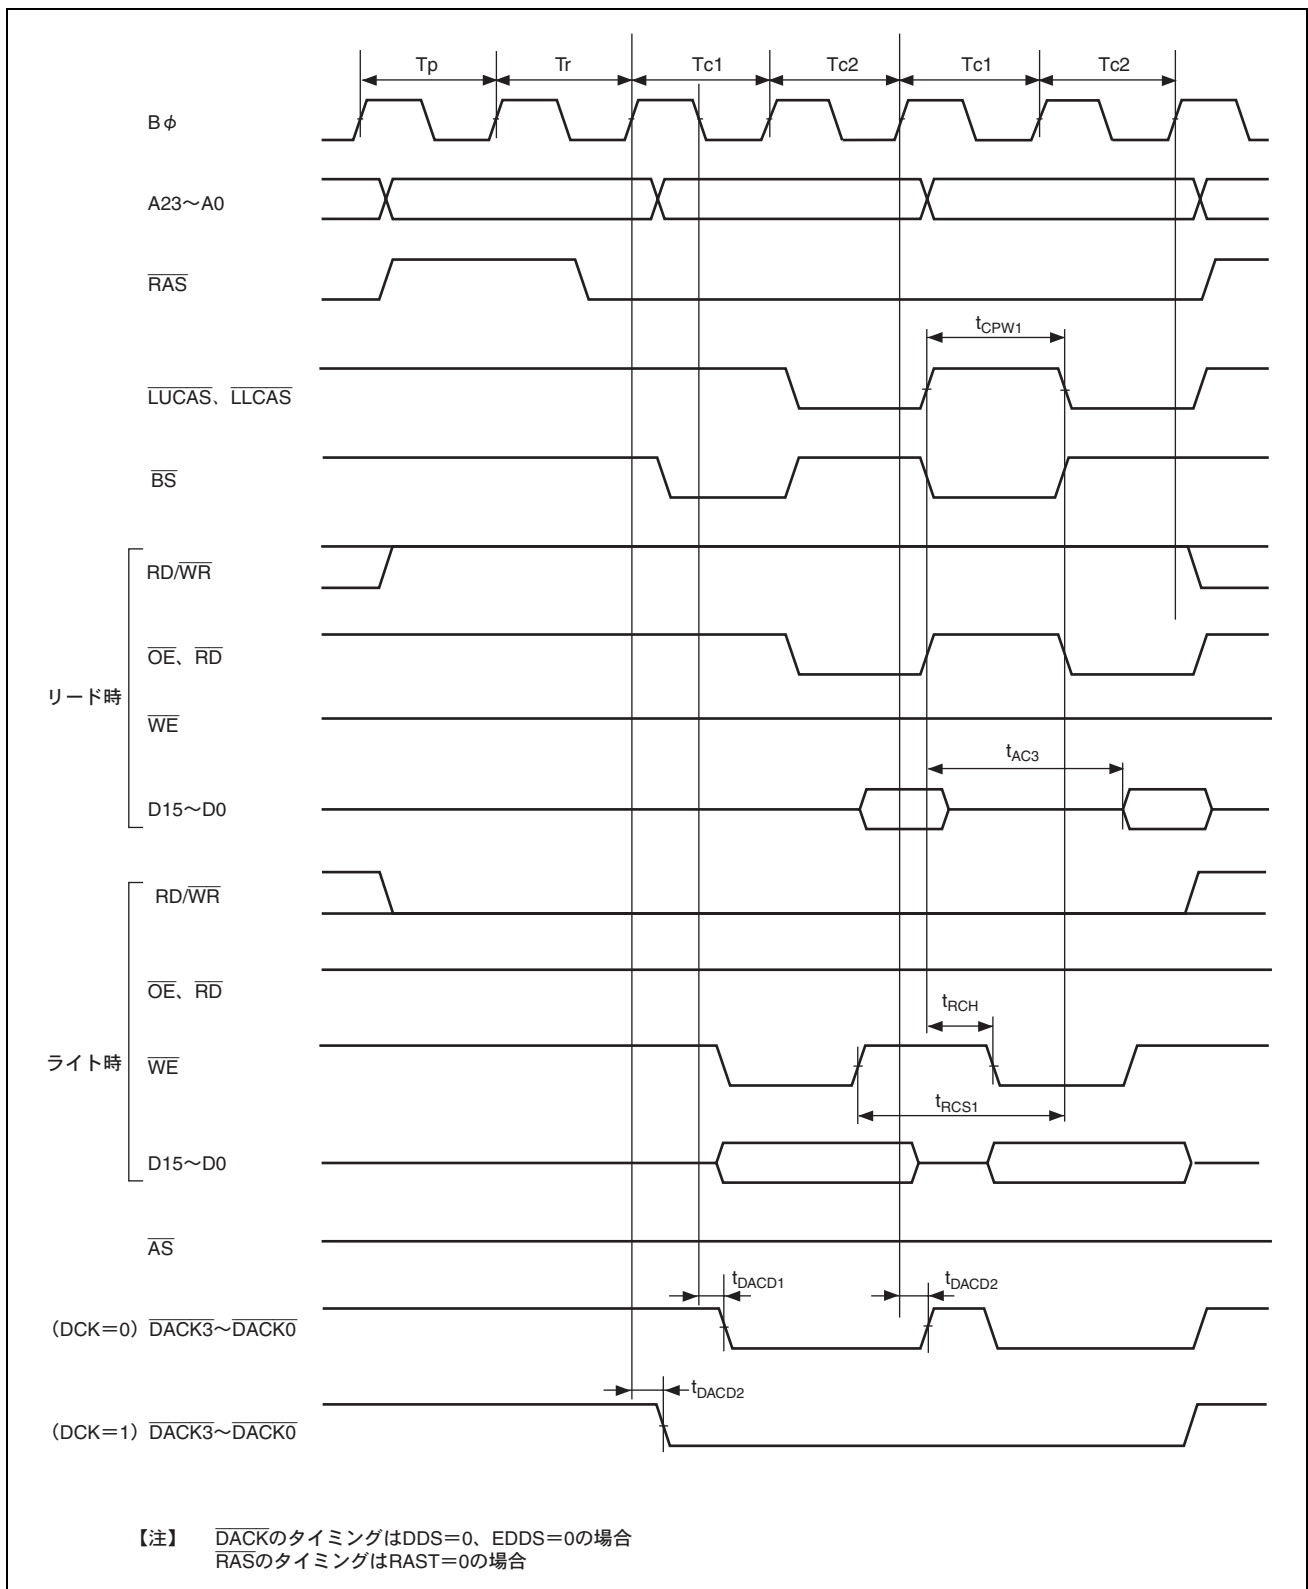 Tp Tr Tc1 Tc2 Tc1 Tc2
Bφ
A23～A0
RAS
tCPW1
LUCAS、LLCAS
BS
リード時
RD/WR
OE、RD
WE
tAC3
D15～D0
ライト時
RD/WR
OE、RD
tRCH
WE
tRCS1
D15～D0
AS
tDACD1 tDACD2
（DCK＝0）DACK3～DACK0
tDACD2
（DCK＝1）DACK3～DACK0
【注】 DACKのタイミングはDDS＝0、EDDS＝0の場合
RASのタイミングはRAST＝0の場合